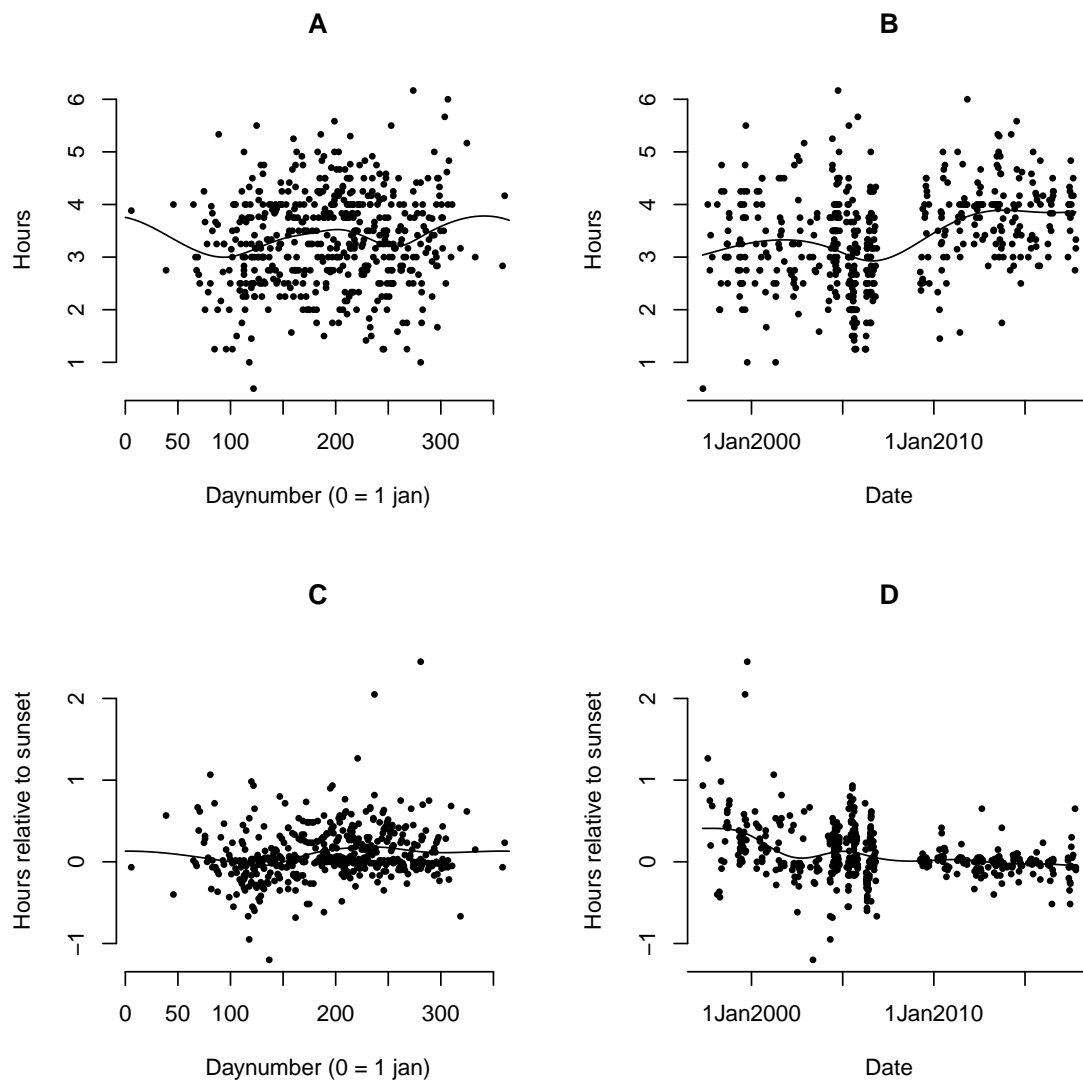 A
Hours
6
5
4
3
2
1
0 50 100 200 300
Daynumber (0 = 1 jan)
B
Hours
6
5
4
3
2
1
1Jan2000 1Jan2010
Date
C
Hours relative to sunset
2
1
0
−1
0 50 100 200 300
Daynumber (0 = 1 jan)
D
Hours relative to sunset
2
1
0
−1
1Jan2000 1Jan2010
Date